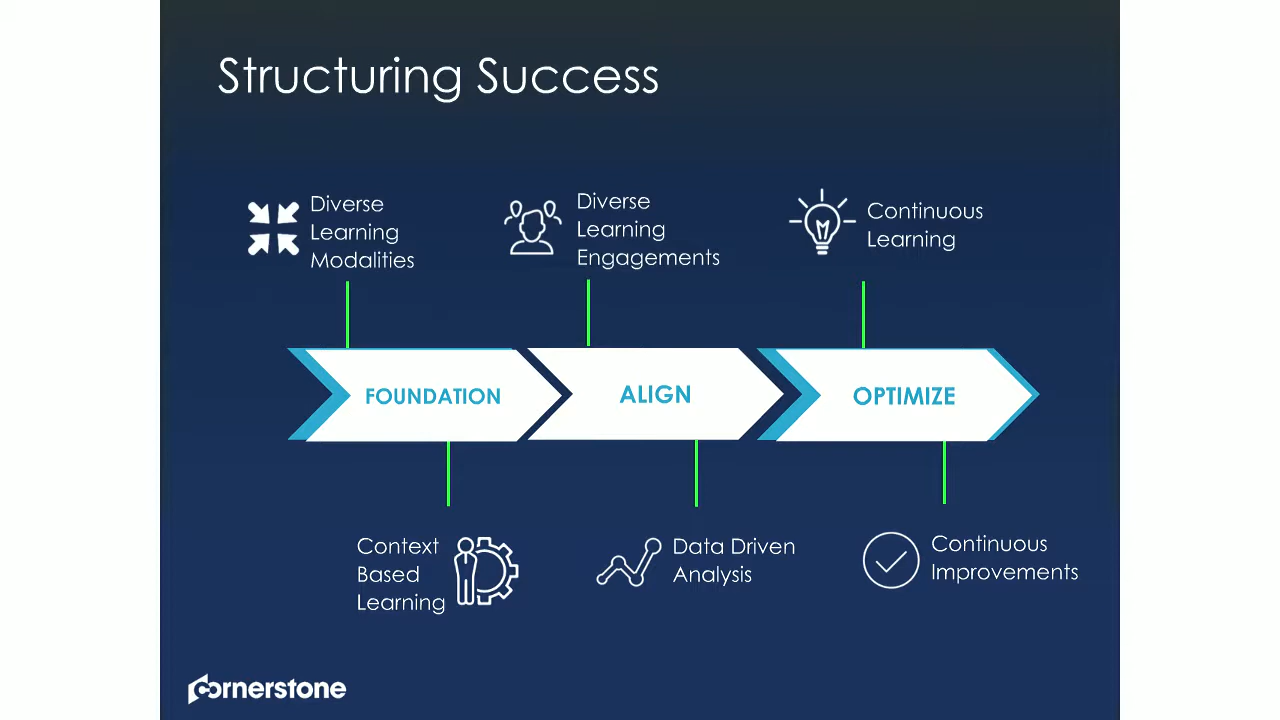 Structuring Success
Diverse
Learning
Modalities
Diverse
Learning
Engagements
Continuous
Learning
FOUNDATION
ALIGN
OPTIMIZE
Context
Based
Learning
Data Driven
Analysis
Continuous
Improvements
cornerstone